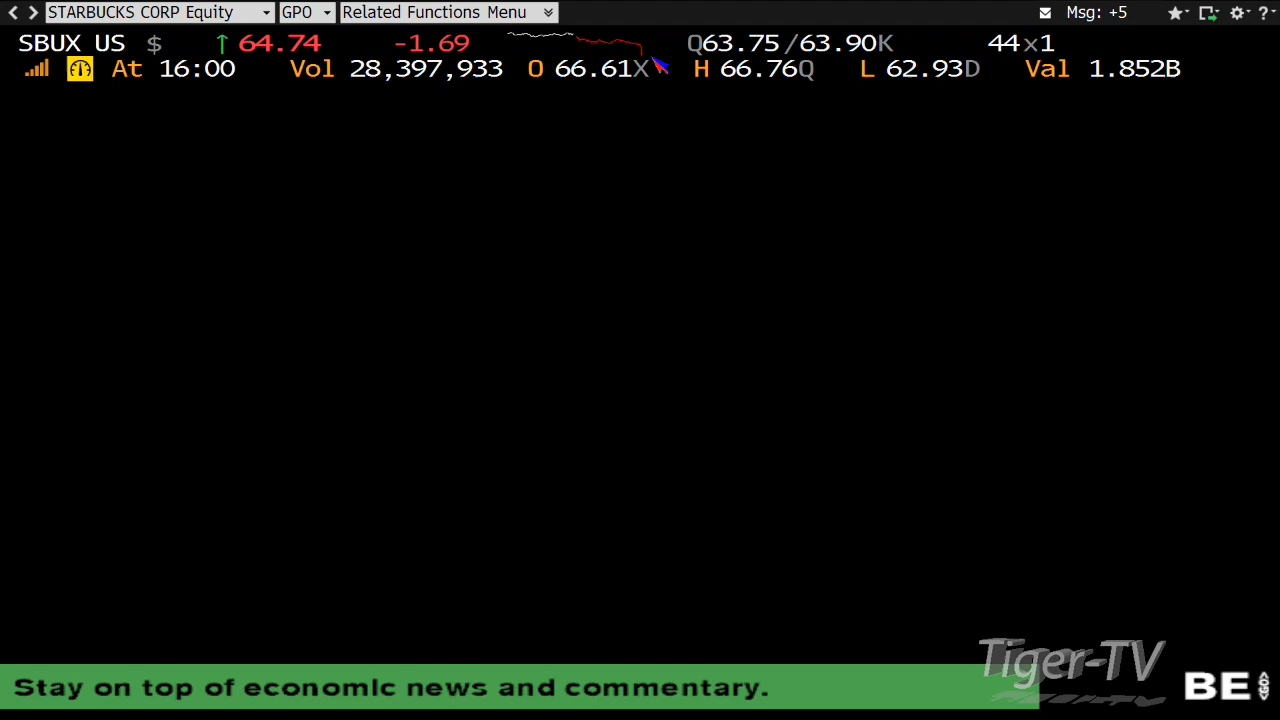 STARBUCKS CORP Equity GPO Related Functions Menu Msg: +5 ?
SBUX US $ ↑ 64.74 -1.69 Q63.75/63.90K 44x1
At 16:00 Vol 28,397,933 O 66.61X H 66.76Q L 62.93D Val 1.852B
Tiger-TV
Stay on top of economic news and commentary.
BE